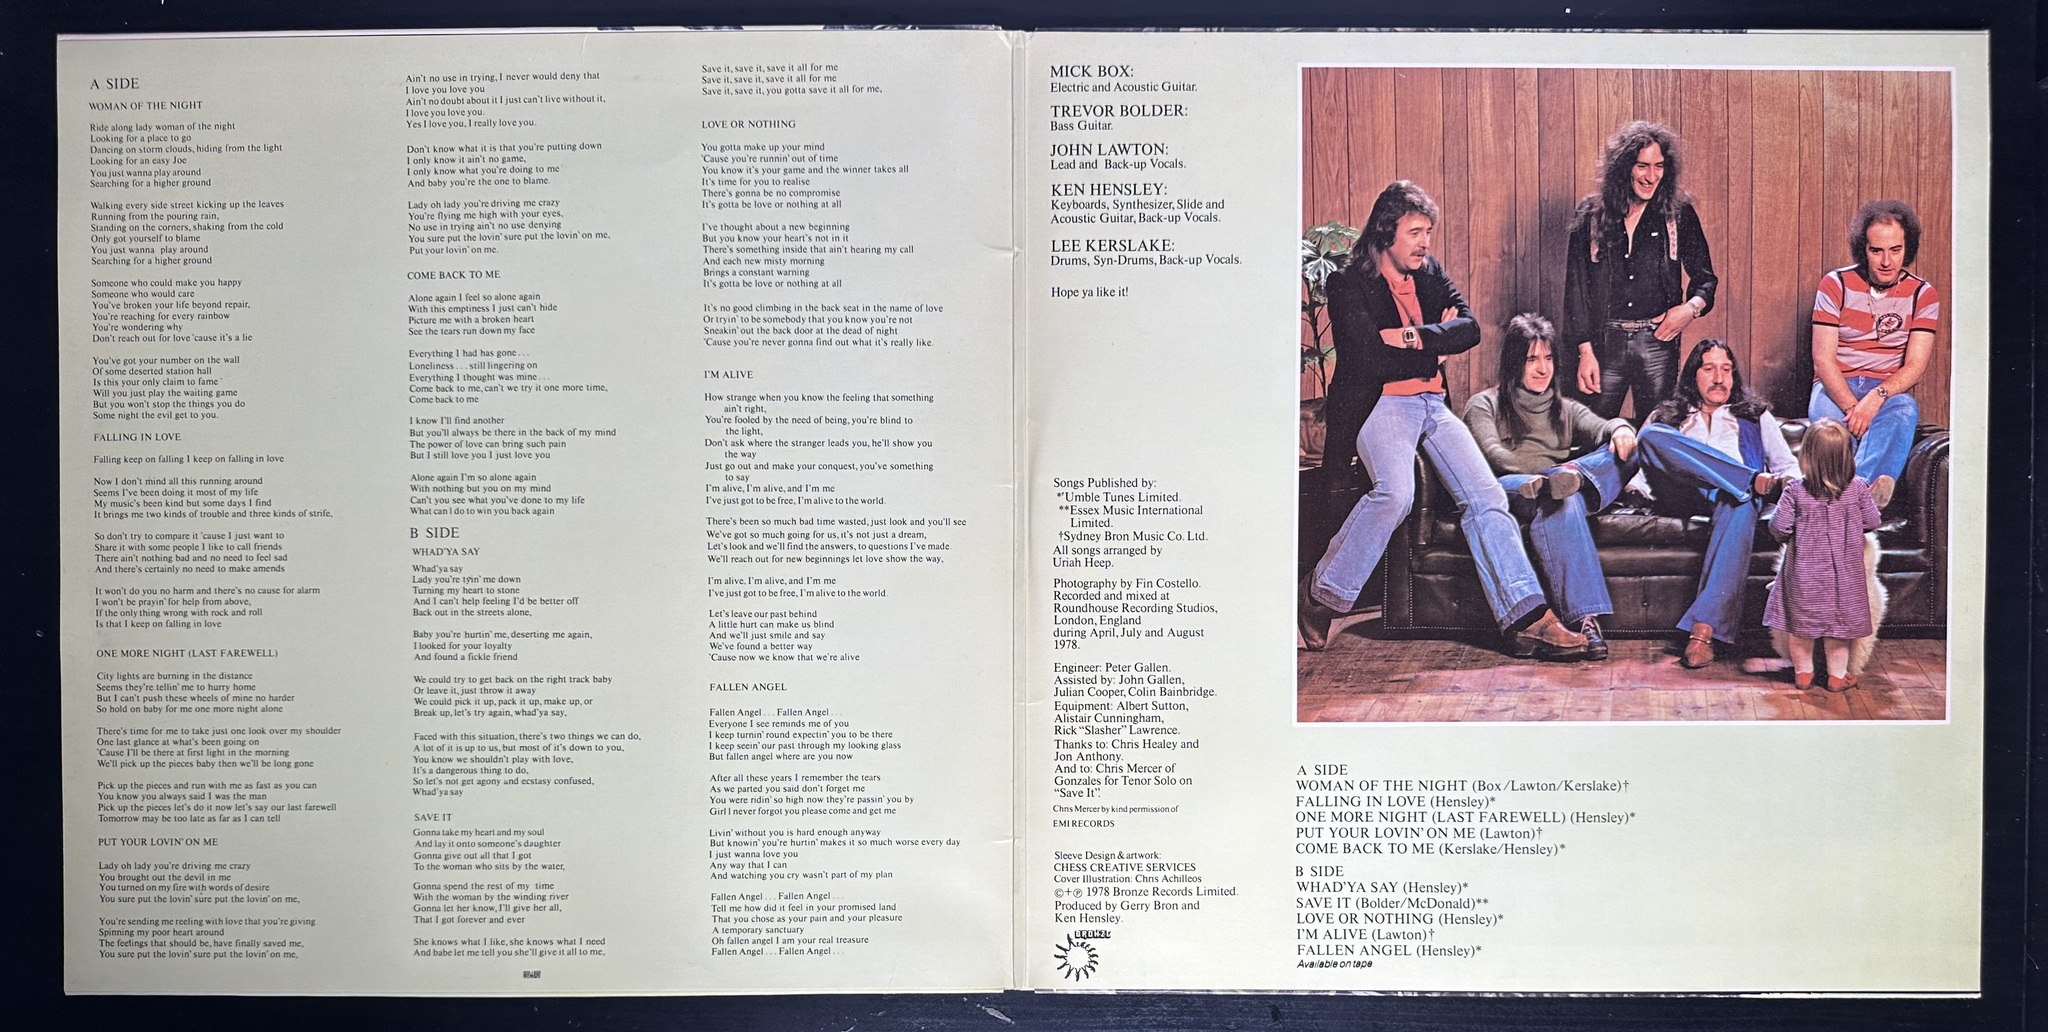 A SIDE
WOMAN OF THE NIGHT
Ride along lady woman of the night
Looking for a place to go
Dancing on storm clouds, hiding from the light
Looking for an easy Joe
You just wanna play around
Searching for a higher ground
Walking every side street kicking up the leaves
Running from the pouring rain,
Standing on the corners, shaking from the cold
Only got yourself to blame
You just wanna play around
Searching for a higher ground
Someone who could make you happy
Someone who would care
You've broken your life beyond repair,
You're reaching for every rainbow
You're wondering why
Don't reach out for love 'cause it's a lie
You've got your number on the wall
Of some deserted station hall
Is this your only claim to fame
Will you just play the waiting game
But you won't stop the things you do
Some night the evil get to you.
FALLING IN LOVE
Falling keep on falling I keep on falling in love
Now I don't mind all this running around
Seems I've been doing it most of my life
My music's been kind but some days I find
It brings me two kinds of trouble and three kinds of strife,
So don't try to compare it 'cause I just want to
Share it with some people I like to call friends
There ain't nothing bad and no need to feel sad
And there's certainly no need to make amends
It won't do you no harm and there's no cause for alarm
I won't be prayin' for help from above,
If the only thing wrong with rock and roll
Is that I keep on falling in love
ONE MORE NIGHT (LAST FAREWELL)
City lights are burning in the distance
Seems they're tellin' me to hurry home
But I can't push these wheels of mine no harder
So hold on baby for me one more night alone
There's time for me to take just one look over my shoulder
One last glance at what's been going on
'Cause I'll be there at first light in the morning
We'll pick up the pieces baby then we'll be long gone
Pick up the pieces and run with me as fast as you can
You know you always said I was the man
Pick up the pieces let's do it now let's say our last farewell
Tomorrow may be too late as far as I can tell
PUT YOUR LOVIN' ON ME
Lady oh lady you're driving me crazy
You brought out the devil in me
You turned on my fire with words of desire
You sure put the lovin' sure put the lovin' on me,
You're sending me reeling with love that you're giving
Spinning my poor heart around
The feelings that should be, have finally saved me,
You sure put the lovin' sure put the lovin' on me,
Ain't no use in trying, I never would deny that
I love you love you
Ain't no doubt about it I just can't live without it,
I love you love you.
Yes I love you, I really love you.
Don't know what it is that you're putting down
I only know it ain't no game,
I only know what you're doing to me
And baby you're the one to blame.
Lady oh lady you're driving me crazy
You're flying me high with your eyes,
No use in trying ain't no use denying
You sure put the lovin' sure put the lovin' on me,
Put your lovin' on me.
COME BACK TO ME
Alone again I feel so alone again
With this emptiness I just can't hide
Picture me with a broken heart
See the tears run down my face
Everything I had has gone...
Loneliness... still lingering on
Everything I thought was mine...
Come back to me, can't we try it one more time,
Come back to me
I know I'll find another
But you'll always be there in the back of my mind
The power of love can bring such pain
But I still love you I just love you
Alone again I'm so alone again
With nothing but you on my mind
Can't you see what you've done to my life
What can I do to win you back again
B SIDE
WHAD'YA SAY
Whad'ya say
Lady you're tyin' me down
Turning my heart to stone
And I can't help feeling I'd be better off
Back out in the streets alone,
Baby you're hurtin' me, deserting me again,
I looked for your loyalty
And found a fickle friend
We could try to get back on the right track baby
Or leave it, just throw it away
We could pick it up, pack it up, make up, or
Break up, let's try again, whad'ya say,
Faced with this situation, there's two things we can do,
A lot of it is up to us, but most of it's down to you,
You know we shouldn't play with love,
It's a dangerous thing to do,
So let's not get agony and ecstasy confused,
Whad'ya say
SAVE IT
Gonna take my heart and my soul
And lay it onto someone's daughter
Gonna give out all that I got
To the woman who sits by the water,
Gonna spend the rest of my time
With the woman by the winding river
Gonna let her know, I'll give her all,
That I got forever and ever
She knows what I like, she knows what I need
And babe let me tell you she'll give it all to me,
Save it, save it, save it all for me
Save it, save it, save it all for me
Save it, save it, you gotta save it all for me,
LOVE OR NOTHING
You gotta make up your mind
'Cause you're runnin' out of time
You know it's your game and the winner takes all
It's time for you to realise
There's gonna be no compromise
It's gotta be love or nothing at all
I've thought about a new beginning
But you know your heart's not in it
There's something inside that ain't hearing my call
And each new misty morning
Brings a constant warning
It's gotta be love or nothing at all
It's no good climbing in the back seat in the name of love
Or tryin' to be somebody that you know you're not
Sneakin' out the back door at the dead of night
'Cause you're never gonna find out what it's really like.
I'M ALIVE
How strange when you know the feeling that something
ain't right,
You're fooled by the need of being, you're blind to
the light,
Don't ask where the stranger leads you, he'll show you
the way
Just go out and make your conquest, you've something
to say
I'm alive, I'm alive, and I'm me
I've just got to be free, I'm alive to the world.
There's been so much bad time wasted, just look and you'll see
We've got so much going for us, it's not just a dream,
Let's look and we'll find the answers, to questions I've made.
We'll reach out for new beginnings let love show the way,
I'm alive, I'm alive, and I'm me
I've just got to be free, I'm alive to the world.
Let's leave our past behind
A little hurt can make us blind
And we'll just smile and say
We've found a better way
'Cause now we know that we're alive
FALLEN ANGEL
Fallen Angel... Fallen Angel...
Everyone I see reminds me of you
I keep turnin' round expectin' you to be there
I keep seein' our past through my looking glass
But fallen angel where are you now
After all these years I remember the tears
As we parted you said don't forget me
You were ridin' so high now they're passin' you by
Girl I never forgot you please come and get me
Livin' without you is hard enough anyway
But knowin' you're hurtin' makes it so much worse every day
I just wanna love you
Any way that I can
And watching you cry wasn't part of my plan
Fallen Angel... Fallen Angel...
Tell me how did it feel in your promised land
That you chose as your pain and your pleasure
A temporary sanctuary
Oh fallen angel I am your real treasure
Fallen Angel... Fallen Angel...
MICK BOX:
Electric and Acoustic Guitar.
TREVOR BOLDER:
Bass Guitar.
JOHN LAWTON:
Lead and Back-up Vocals.
KEN HENSLEY:
Keyboards, Synthesizer, Slide and
Acoustic Guitar, Back-up Vocals.
LEE KERSLAKE:
Drums, Syn-Drums, Back-up Vocals.
Hope ya like it!
Songs Published by:
*'Umble Tunes Limited.
**Essex Music International
Limited.
†Sydney Bron Music Co. Ltd.
All songs arranged by
Uriah Heep.
Photography by Fin Costello.
Recorded and mixed at
Roundhouse Recording Studios,
London, England
during April, July and August
1978.
Engineer: Peter Gallen.
Assisted by: John Gallen,
Julian Cooper, Colin Bainbridge.
Equipment: Albert Sutton,
Alistair Cunningham,
Rick "Slasher" Lawrence.
Thanks to: Chris Healey and
Jon Anthony.
And to: Chris Mercer of
Gonzales for Tenor Solo on
"Save It".
Chris Mercer by kind permission of
EMI RECORDS
Sleeve Design & artwork:
CHESS CREATIVE SERVICES
Cover Illustration: Chris Achilleos
©+℗ 1978 Bronze Records Limited.
Produced by Gerry Bron and
Ken Hensley.
BRONZE
A SIDE
WOMAN OF THE NIGHT (Box/Lawton/Kerslake)†
FALLING IN LOVE (Hensley)*
ONE MORE NIGHT (LAST FAREWELL) (Hensley)*
PUT YOUR LOVIN' ON ME (Lawton)†
COME BACK TO ME (Kerslake/Hensley)*
B SIDE
WHAD'YA SAY (Hensley)*
SAVE IT (Bolder/McDonald)**
LOVE OR NOTHING (Hensley)*
I'M ALIVE (Lawton)†
FALLEN ANGEL (Hensley)*
Available on tape